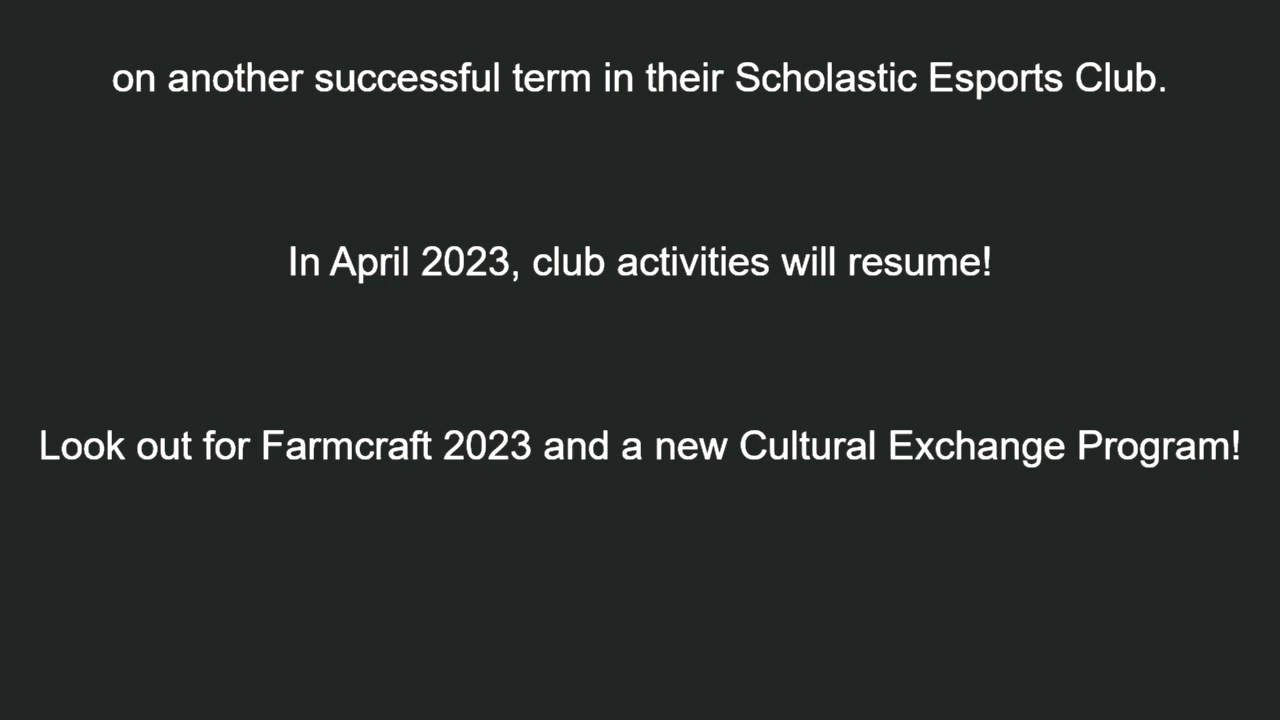 on another successful term in their Scholastic Esports Club.
In April 2023, club activities will resume!
Look out for Farmcraft 2023 and a new Cultural Exchange Program!